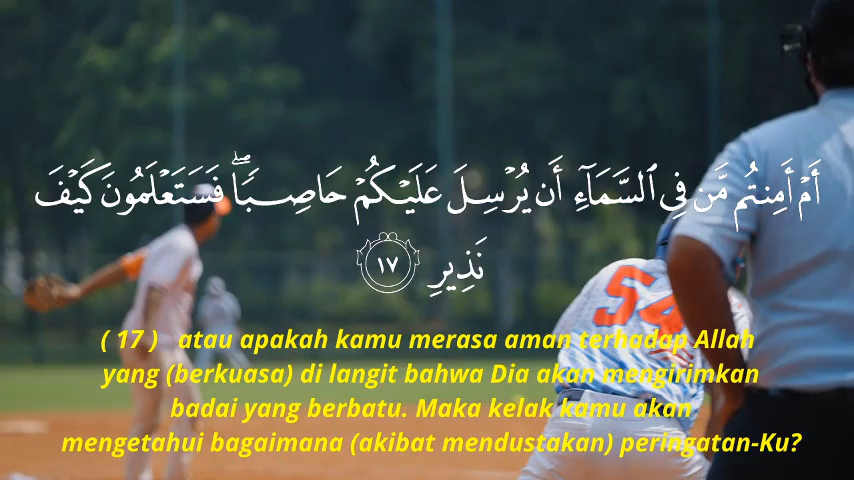 أَمْ أَمِنتُم مَّن فِى ٱلسَّمَآءِ أَن يُرْسِلَ عَلَيْكُمْ حَاصِبًا ۖ فَسَتَعْلَمُونَ كَيْفَ
نَذِيرِ ١٧
54
( 17 ) atau apakah kamu merasa aman terhadap Allah
yang (berkuasa) di langit bahwa Dia akan mengirimkan
badai yang berbatu. Maka kelak kamu akan
mengetahui bagaimana (akibat mendustakan) peringatan-Ku?